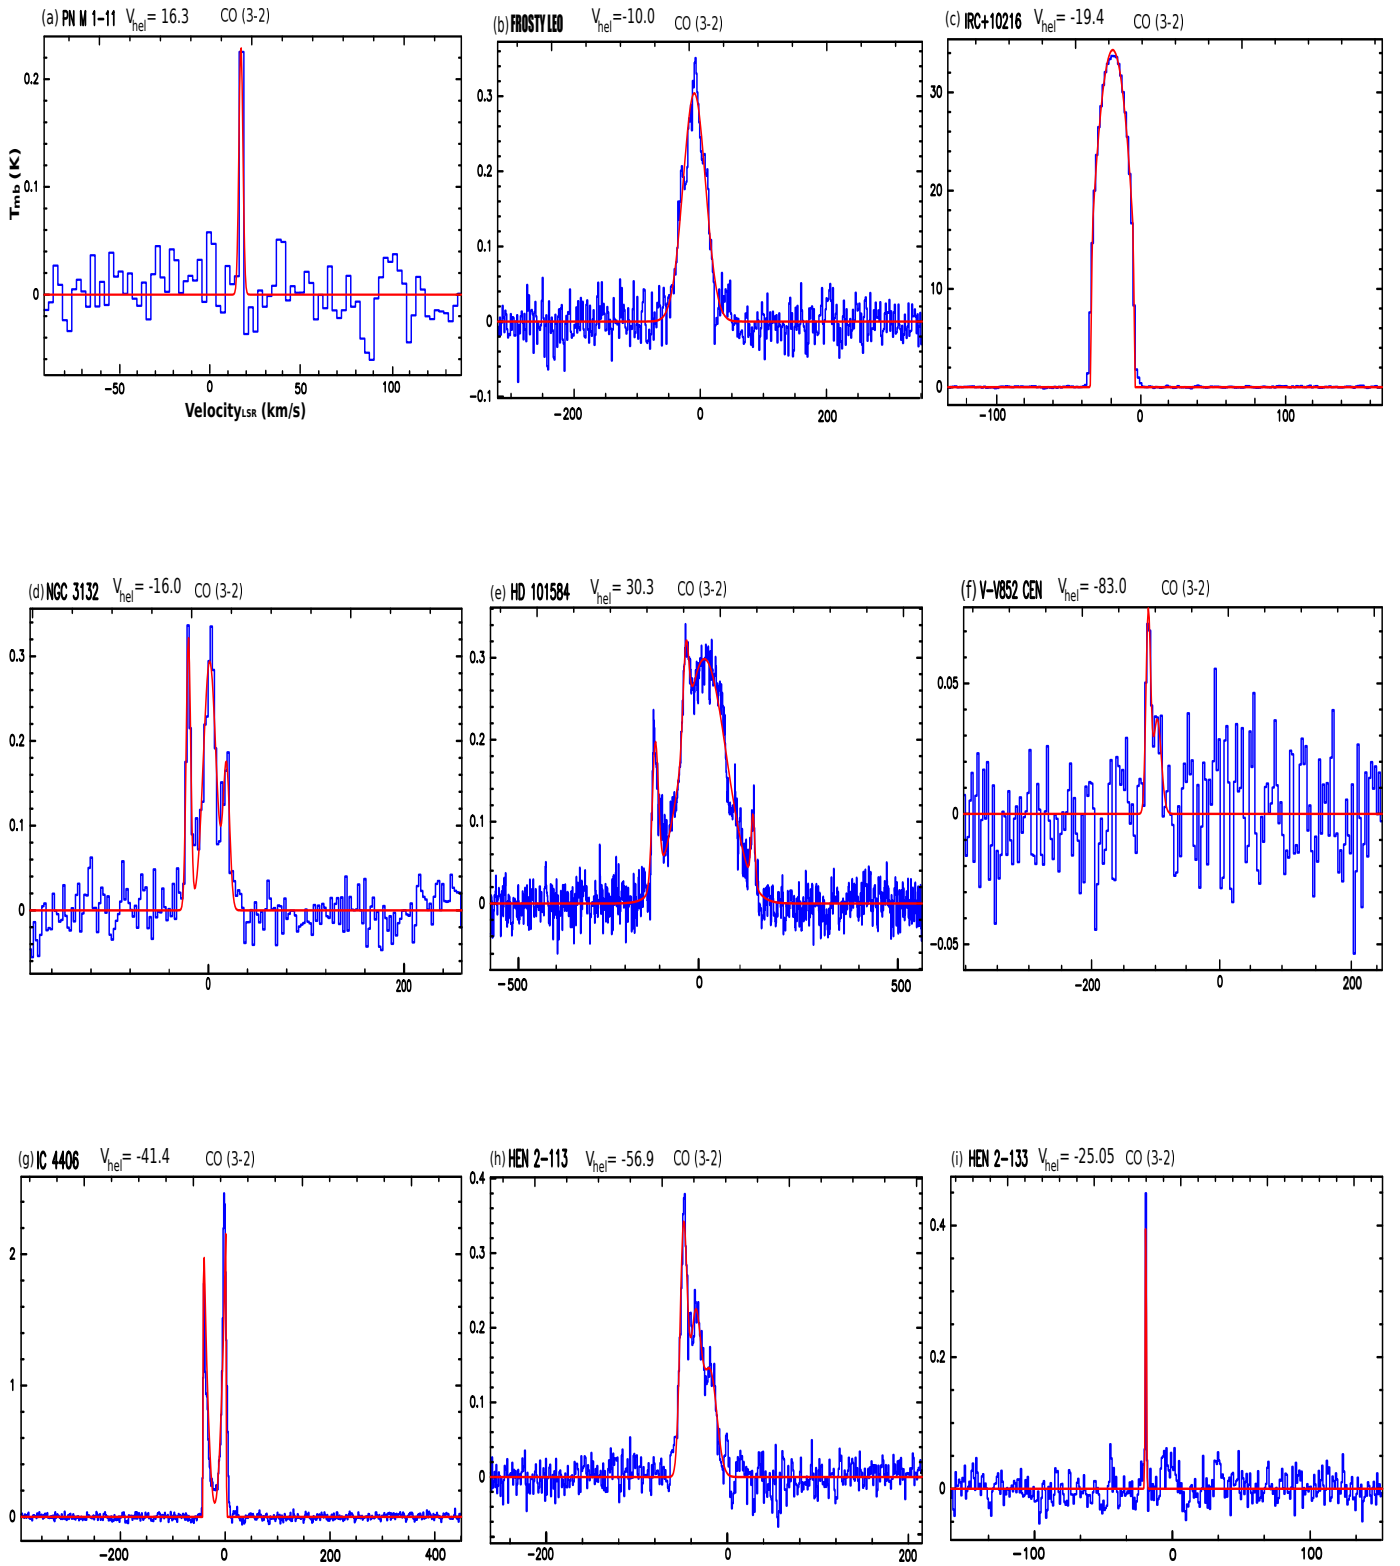 (a) PN M 1-11 Vhel= 16.3 CO (3-2)
0.2
0.1
0
Tmb (K)
-50 0 50 100
VelocityLSR (km/s)
(b) FROSTY LEO Vhel=-10.0 CO (3-2)
0.3
0.2
0.1
0
-0.1
-200 0 200
(c) IRC+10216 Vhel= -19.4 CO (3-2)
30
20
10
0
-100 0 100
(d) NGC 3132 Vhel= -16.0 CO (3-2)
0.3
0.2
0.1
0
0 200
(e) HD 101584 Vhel= 30.3 CO (3-2)
0.3
0.2
0.1
0
-500 0 500
(f) V-V852 CEN Vhel= -83.0 CO (3-2)
0.05
0
-0.05
-200 0 200
(g) IC 4406 Vhel= -41.4 CO (3-2)
2
1
0
-200 0 200 400
(h) HEN 2-113 Vhel= -56.9 CO (3-2)
0.4
0.3
0.2
0.1
0
-200 0 200
(i) HEN 2-133 Vhel= -25.05 CO (3-2)
0.4
0.2
0
-100 0 100